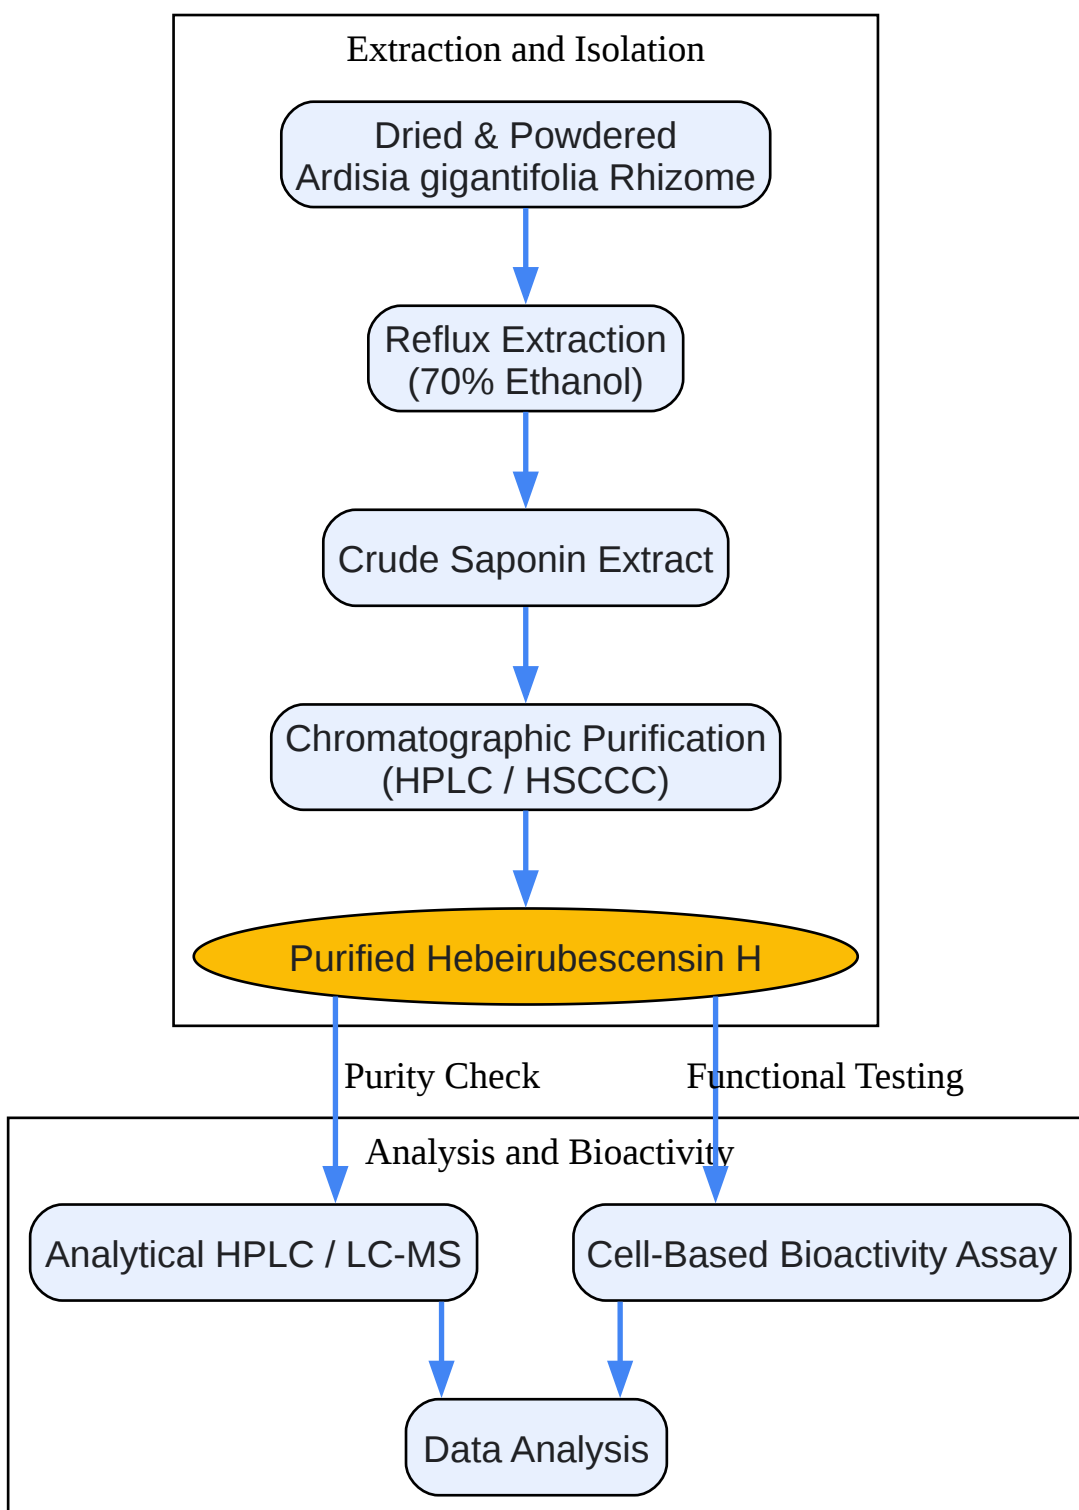 Extraction and Isolation
Dried & Powdered
Ardisia gigantifolia Rhizome
Reflux Extraction
(70% Ethanol)
Crude Saponin Extract
Chromatographic Purification
(HPLC / HSCCC)
Purified Hebeirubescensin H
Purity Check
Functional Testing
Analysis and Bioactivity
Analytical HPLC / LC-MS
Cell-Based Bioactivity Assay
Data Analysis